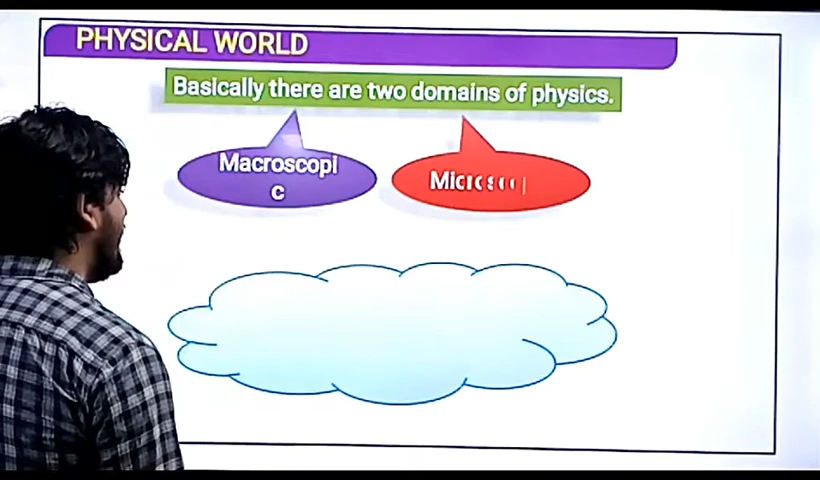 PHYSICAL WORLD
Basically there are two domains of physics.
Macroscopi
c